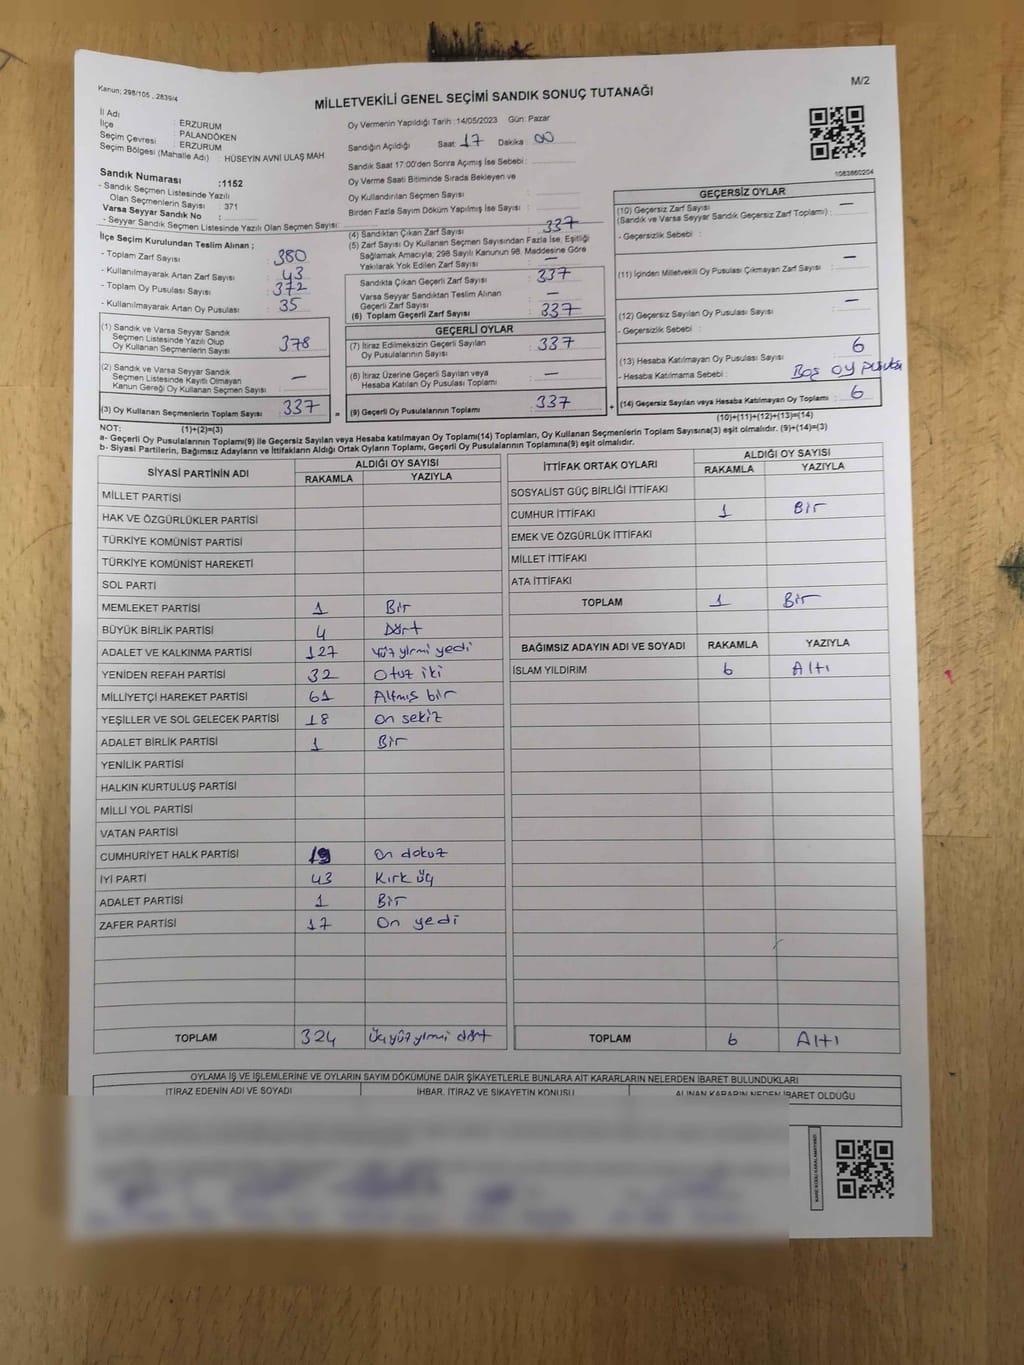 Kanun; 298/105 , 2839/4
MİLLETVEKİLİ GENEL SEÇİMİ SANDIK SONUÇ TUTANAĞI
M/2
İl Adı : ERZURUM
İlçe : PALANDÖKEN
Seçim Çevresi : ERZURUM
Seçim Bölgesi (Mahalle Adı) : HÜSEYİN AVNİ ULAŞ MAH
Oy Vermenin Yapıldığı Tarih :14/05/2023 Gün: Pazar
Sandığın Açıldığı Saat: 17 Dakika : 00
Sandık Saat 17:00'den Sonra Açımış İse Sebebi :
Oy Verme Saati Bitiminde Sırada Bekleyen ve
Oy Kullandırılan Seçmen Sayısı :
Birden Fazla Sayım Döküm Yapılmış İse Sayısı :
1083860204
Sandık Numarası :1152
- Sandık Seçmen Listesinde Yazılı
Olan Seçmenlerin Sayısı : 371
Varsa Seyyar Sandık No :
- Seyyar Sandık Seçmen Listesinde Yazılı Olan Seçmen Sayısı:
İlçe Seçim Kurulundan Teslim Alınan ;
- Toplam Zarf Sayısı : 380
- Kullanılmayarak Artan Zarf Sayısı : 43
- Toplam Oy Pusulası Sayısı : 372
- Kullanılmayarak Artan Oy Pusulası : 35
(1) Sandık ve Varsa Seyyar Sandık
Seçmen Listesinde Yazılı Olup
Oy Kullanan Seçmenlerin Sayısı : 378
(2) Sandık ve Varsa Seyyar Sandık
Seçmen Listesinde Kayıtlı Olmayan
Kanun Gereği Oy Kullanan Seçmen Sayısı : —
(3) Oy Kullanan Seçmenlerin Toplam Sayısı : 337
(1)+(2)=(3)
(4) Sandıktan Çıkan Zarf Sayısı : 337
(5) Zarf Sayısı Oy Kullanan Seçmen Sayısından Fazla İse, Eşitliği
Sağlamak Amacıyla; 298 Sayılı Kanunun 98. Maddesine Göre
Yakılarak Yok Edilen Zarf Sayısı : —
Sandıkta Çıkan Geçerli Zarf Sayısı : 337
Varsa Seyyar Sandıktan Teslim Alınan
Geçerli Zarf Sayısı : —
(6) Toplam Geçerli Zarf Sayısı : 337
GEÇERLİ OYLAR
(7) İtiraz Edilmeksizin Geçerli Sayılan
Oy Pusulalarının Sayısı : 337
(8) İtiraz Üzerine Geçerli Sayılan veya
Hesaba Katılan Oy Pusulası Toplamı : —
= (9) Geçerli Oy Pusulalarının Toplamı : 337
GEÇERSİZ OYLAR
(10) Geçersiz Zarf Sayısı
(Sandık ve Varsa Seyyar Sandık Geçersiz Zarf Toplamı) : —
- Geçersizlik Sebebi :
(11) İçinden Milletvekili Oy Pusulası Çıkmayan Zarf Sayısı : —
(12) Geçersiz Sayılan Oy Pusulası Sayısı : —
- Geçersizlik Sebebi :
(13) Hesaba Katılmayan Oy Pusulası Sayısı : 6
- Hesaba Katılmama Sebebi : Boş oy pusulası
+ (14) Geçersiz Sayılan veya Hesaba Katılmayan Oy Toplamı : 6
(10)+(11)+(12)+(13)=(14)
NOT:
a- Geçerli Oy Pusulalarının Toplamı(9) ile Geçersiz Sayılan veya Hesaba katılmayan Oy Toplamı(14) Toplamları, Oy Kullanan Seçmenlerin Toplam Sayısına(3) eşit olmalıdır. (9)+(14)=(3)
b- Siyasi Partilerin, Bağımsız Adayların ve İttifakların Aldığı Ortak Oyların Toplamı, Geçerli Oy Pusulalarının Toplamına(9) eşit olmalıdır.
SİYASİ PARTİNİN ADI ALDIĞI OY SAYISI
RAKAMLA YAZIYLA
MİLLET PARTİSİ
HAK VE ÖZGÜRLÜKLER PARTİSİ
TÜRKİYE KOMÜNİST PARTİSİ
TÜRKİYE KOMÜNİST HAREKETİ
SOL PARTİ
MEMLEKET PARTİSİ 1 Bir
BÜYÜK BİRLİK PARTİSİ 4 Dört
ADALET VE KALKINMA PARTİSİ 127 Yüz yirmi yedi
YENİDEN REFAH PARTİSİ 32 Otuz iki
MİLLİYETÇİ HAREKET PARTİSİ 61 Altmış bir
YEŞİLLER VE SOL GELECEK PARTİSİ 18 on sekiz
ADALET BİRLİK PARTİSİ 1 Bir
YENİLİK PARTİSİ
HALKIN KURTULUŞ PARTİSİ
MİLLİ YOL PARTİSİ
VATAN PARTİSİ
CUMHURİYET HALK PARTİSİ 19 on dokuz
İYİ PARTİ 43 Kırk üç
ADALET PARTİSİ 1 Bir
ZAFER PARTİSİ 17 On yedi
TOPLAM 324 Üçyüzyirmi dört
İTTİFAK ORTAK OYLARI ALDIĞI OY SAYISI
RAKAMLA YAZIYLA
SOSYALİST GÜÇ BİRLİĞİ İTTİFAKI
CUMHUR İTTİFAKI 1 Bir
EMEK VE ÖZGÜRLÜK İTTİFAKI
MİLLET İTTİFAKI
ATA İTTİFAKI
TOPLAM 1 Bir
BAĞIMSIZ ADAYIN ADI VE SOYADI RAKAMLA YAZIYLA
İSLAM YILDIRIM 6 Altı
TOPLAM 6 Altı
OYLAMA İŞ VE İŞLEMLERİNE VE OYLARIN SAYIM DÖKÜMÜNE DAİR ŞİKAYETLERLE BUNLARA AİT KARARLARIN NELERDEN İBARET BULUNDUKLARI
İTİRAZ EDENİN ADI VE SOYADI İHBAR, İTİRAZ VE ŞİKAYETİN KONUSU ALINAN KARARIN NEDEN İBARET OLDUĞU